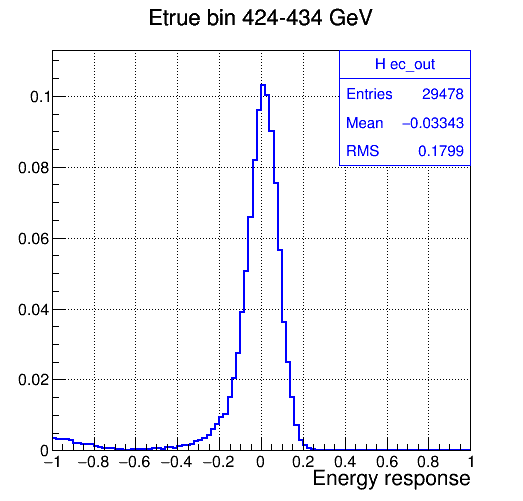 Etrue bin 424-434 GeV
H ec_out
Entries 29478
Mean −0.03343
RMS 0.1799
0.1
0.08
0.06
0.04
0.02
0
−1 −0.8 −0.6 −0.4 −0.2 0 0.2 0.4 0.6 0.8 1
Energy response